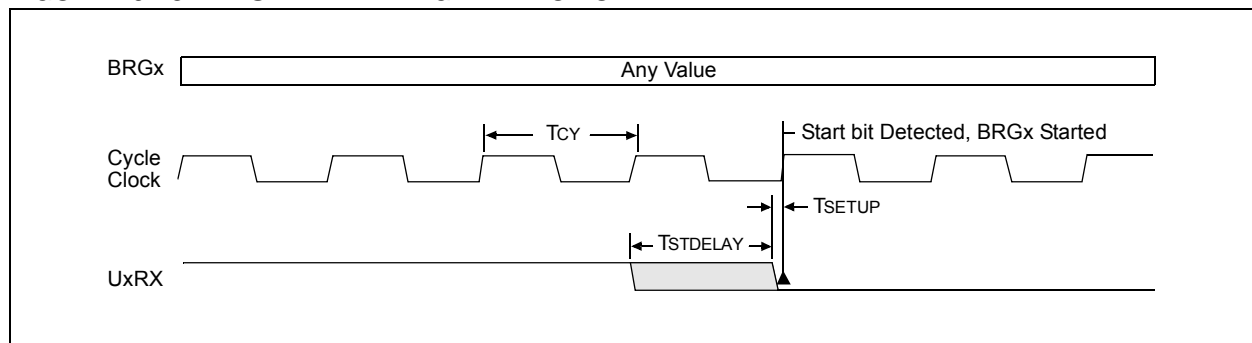 BRGx
Any Value
TCY
Start bit Detected, BRGx Started
Cycle
Clock
TSETUP
TSTDELAY
UxRX